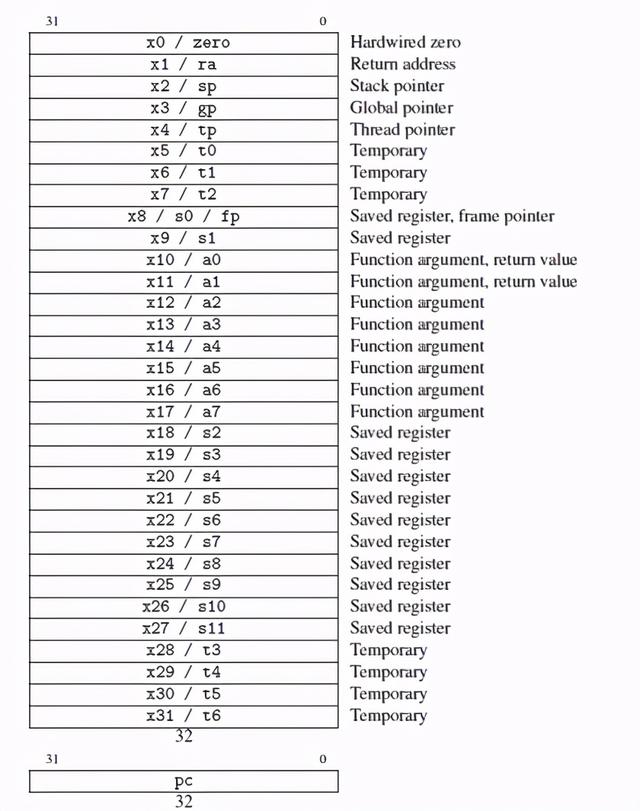 31 0
x0 / zero Hardwired zero
x1 / ra Return address
x2 / sp Stack pointer
x3 / gp Global pointer
x4 / tp Thread pointer
x5 / t0 Temporary
x6 / t1 Temporary
x7 / t2 Temporary
x8 / s0 / fp Saved register, frame pointer
x9 / s1 Saved register
x10 / a0 Function argument, return value
x11 / a1 Function argument, return value
x12 / a2 Function argument
x13 / a3 Function argument
x14 / a4 Function argument
x15 / a5 Function argument
x16 / a6 Function argument
x17 / a7 Function argument
x18 / s2 Saved register
x19 / s3 Saved register
x20 / s4 Saved register
x21 / s5 Saved register
x22 / s6 Saved register
x23 / s7 Saved register
x24 / s8 Saved register
x25 / s9 Saved register
x26 / s10 Saved register
x27 / s11 Saved register
x28 / t3 Temporary
x29 / t4 Temporary
x30 / t5 Temporary
x31 / t6 Temporary
32
31 0
pc
32